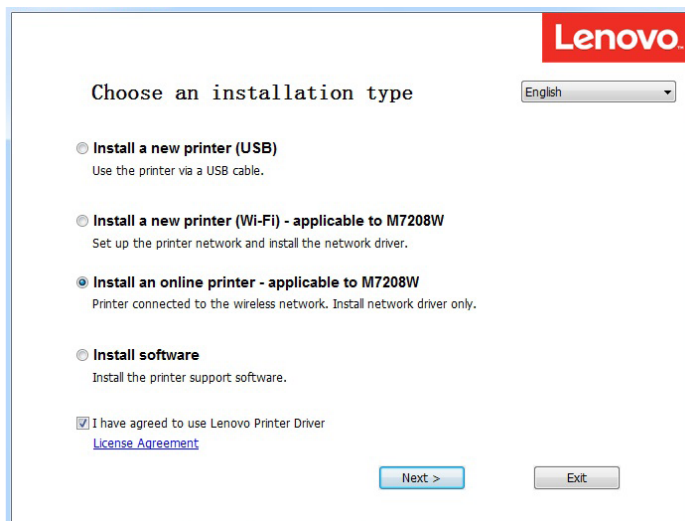 Lenovo
Choose an installation type
English
Install a new printer (USB)
Use the printer via a USB cable.
Install a new printer (Wi-Fi) - applicable to M7208W
Set up the printer network and install the network driver.
Install an online printer - applicable to M7208W
Printer connected to the wireless network. Install network driver only.
Install software
Install the printer support software.
I have agreed to use Lenovo Printer Driver
License Agreement
Next >
Exit